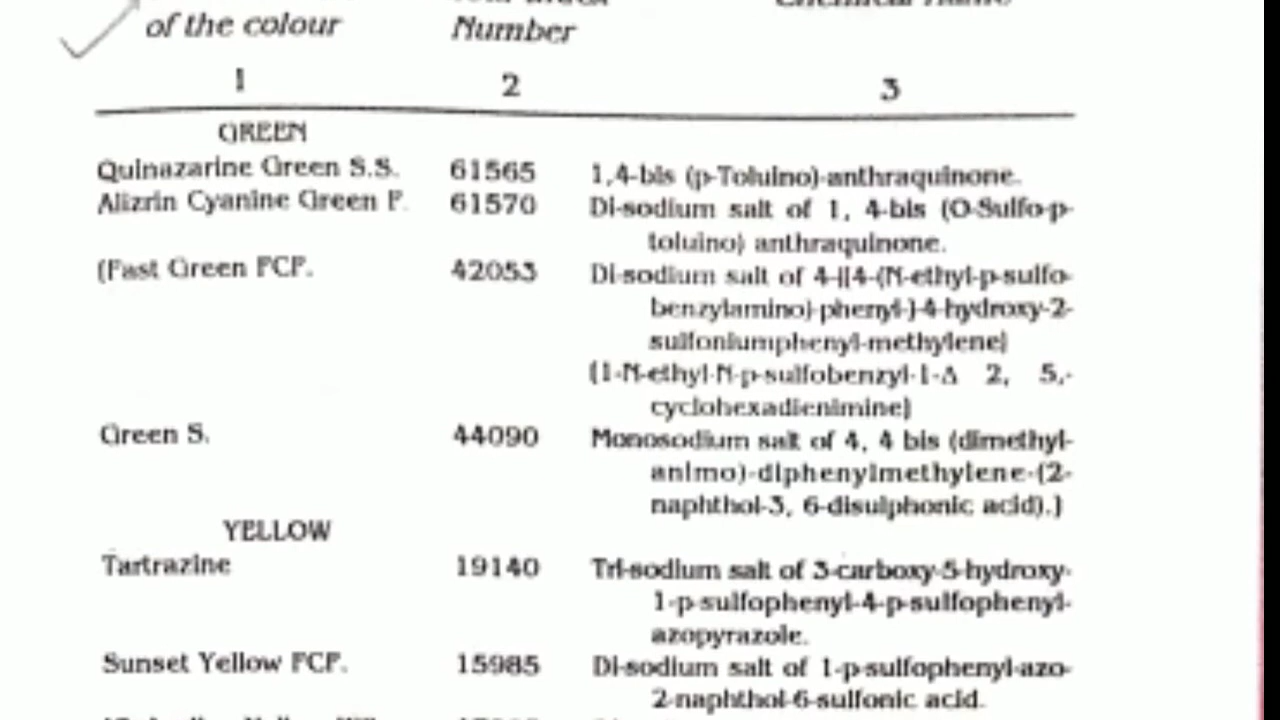 of the colour Number
1 2 3
GREEN
Quinazarine Green S.S. 61565 1,4-bis (p-Toluino)-anthraquinone.
Alizrin Cyanine Green F. 61570 Di-sodium salt of 1, 4-bis (O-Sulfo-p-
toluino) anthraquinone.
(Fast Green FCF. 42053 Di-sodium salt of 4-[[4-(N-ethyl-p-sulfo-
benzylamino)-phenyl-}-4-hydroxy-2-
sulfoniumphenyl-methylene]
(1-N-ethyl-N-p-sulfobenzyl-1-Δ 2, 5,-
cyclohexadienimine]
Green S. 44090 Monosodium salt of 4, 4 bis (dimethyl-
animo)-diphenylmethylene-(2-
naphthol-3, 6-disulphonic acid).]
YELLOW
Tartrazine 19140 Tri-sodium salt of 3-carboxy-5-hydroxy-
1-p-sulfophenyl-4-p-sulfophenyl-
azopyrazole.
Sunset Yellow FCF. 15985 Di-sodium salt of 1-p-sulfophenyl-azo-
2-naphthol-6-sulfonic acid.